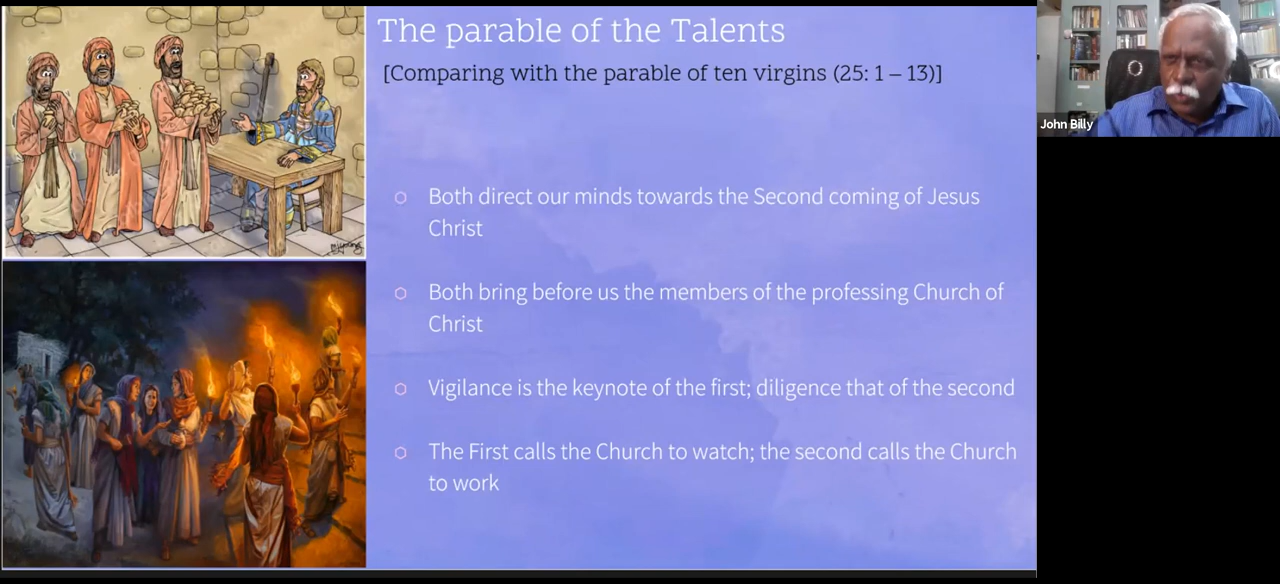 The parable of the Talents
[Comparing with the parable of ten virgins (25: 1 – 13)]
Both direct our minds towards the Second coming of Jesus
Christ
Both bring before us the members of the professing Church of
Christ
Vigilance is the keynote of the first; diligence that of the second
The First calls the Church to watch; the second calls the Church
to work
John Billy